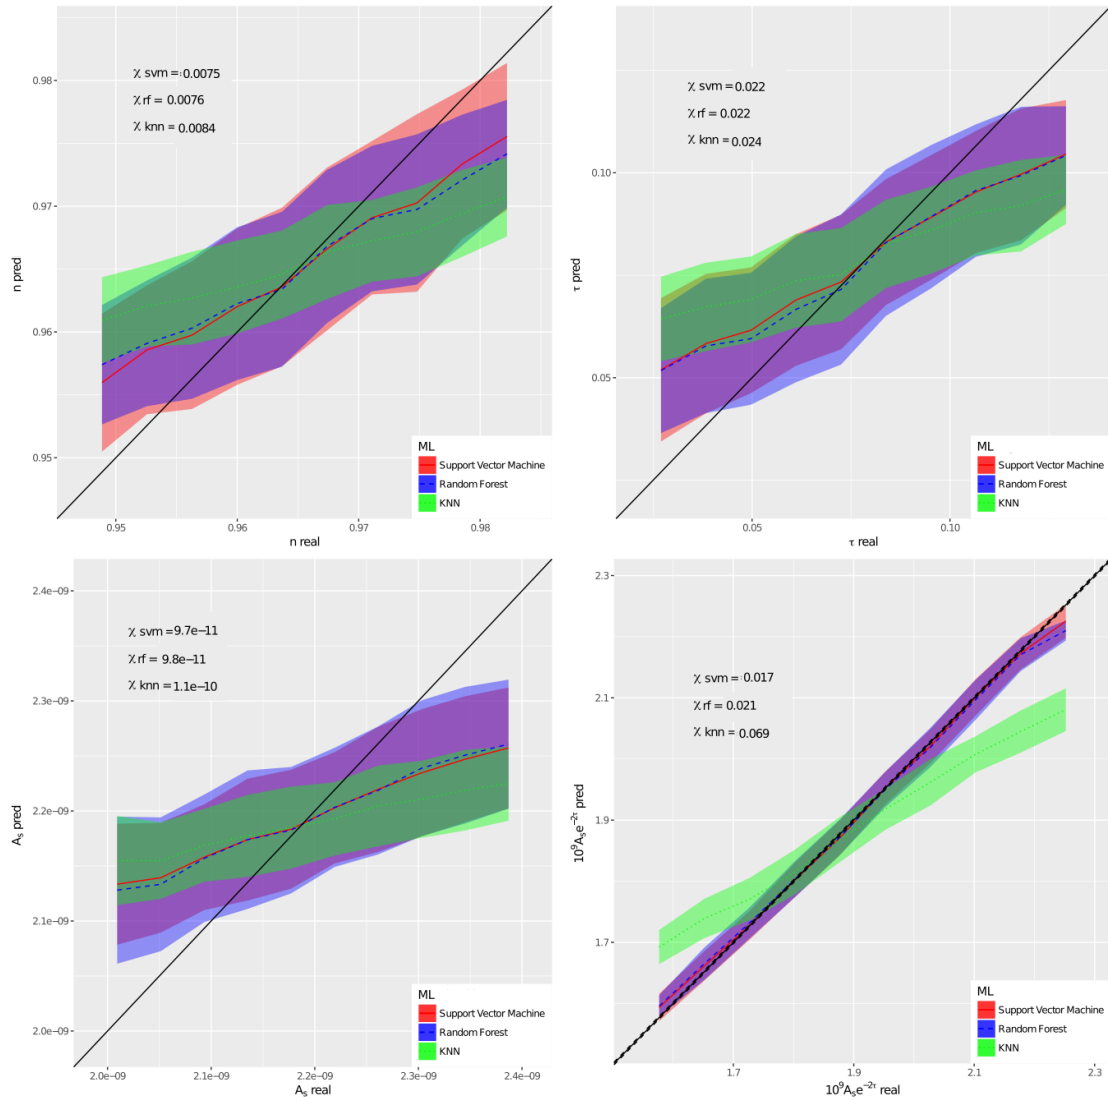 χ svm = 0.0075
χ rf = 0.0076
χ knn = 0.0084
0.98
0.97
0.96
0.95
n pred
ML
Support Vector Machine
Random Forest
KNN
0.95 0.96 0.97 0.98
n real
χ svm = 0.022
χ rf = 0.022
χ knn = 0.024
0.10
0.05
τ pred
ML
Support Vector Machine
Random Forest
KNN
0.05 0.10
τ real
2.4e−09
χ svm = 9.7e−11
χ rf = 9.8e−11
χ knn = 1.1e−10
2.3e−09
2.2e−09
2.1e−09
2.0e−09
Aₛ pred
ML
Support Vector Machine
Random Forest
KNN
2.0e−09 2.1e−09 2.2e−09 2.3e−09 2.4e−09
Aₛ real
2.3
χ svm = 0.017
χ rf = 0.021
χ knn = 0.069
2.1
1.9
1.7
10⁹Aₛe⁻²ᵗ pred
ML
Support Vector Machine
Random Forest
KNN
1.7 1.9 2.1 2.3
10⁹Aₛe⁻²ᵗ real